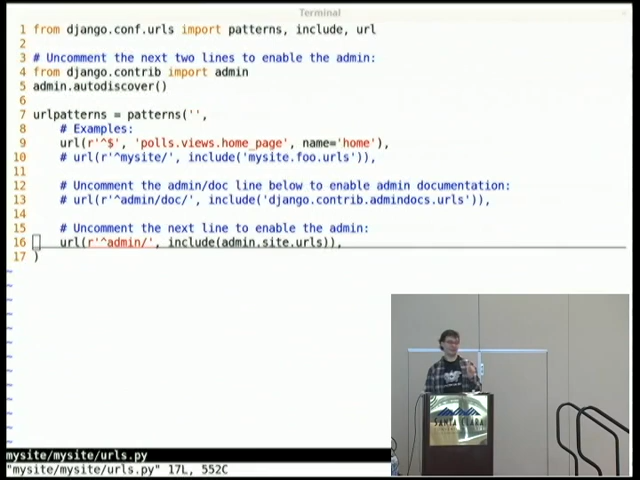 Terminal
1 from django.conf.urls import patterns, include, url
2
3 # Uncomment the next two lines to enable the admin:
4 from django.contrib import admin
5 admin.autodiscover()
6
7 urlpatterns = patterns('',
8     # Examples:
9     url(r'^$', 'polls.views.home_page', name='home'),
10     # url(r'^mysite/', include('mysite.foo.urls')),
11
12     # Uncomment the admin/doc line below to enable admin documentation:
13     # url(r'^admin/doc/', include('django.contrib.admindocs.urls')),
14
15     # Uncomment the next line to enable the admin:
16     url(r'^admin/', include(admin.site.urls)),
17 )
~
~
~
~
~
~
~
~
~
~
~
~
~
mysite/mysite/urls.py
"mysite/mysite/urls.py" 17L, 552C
SANTA CLARA